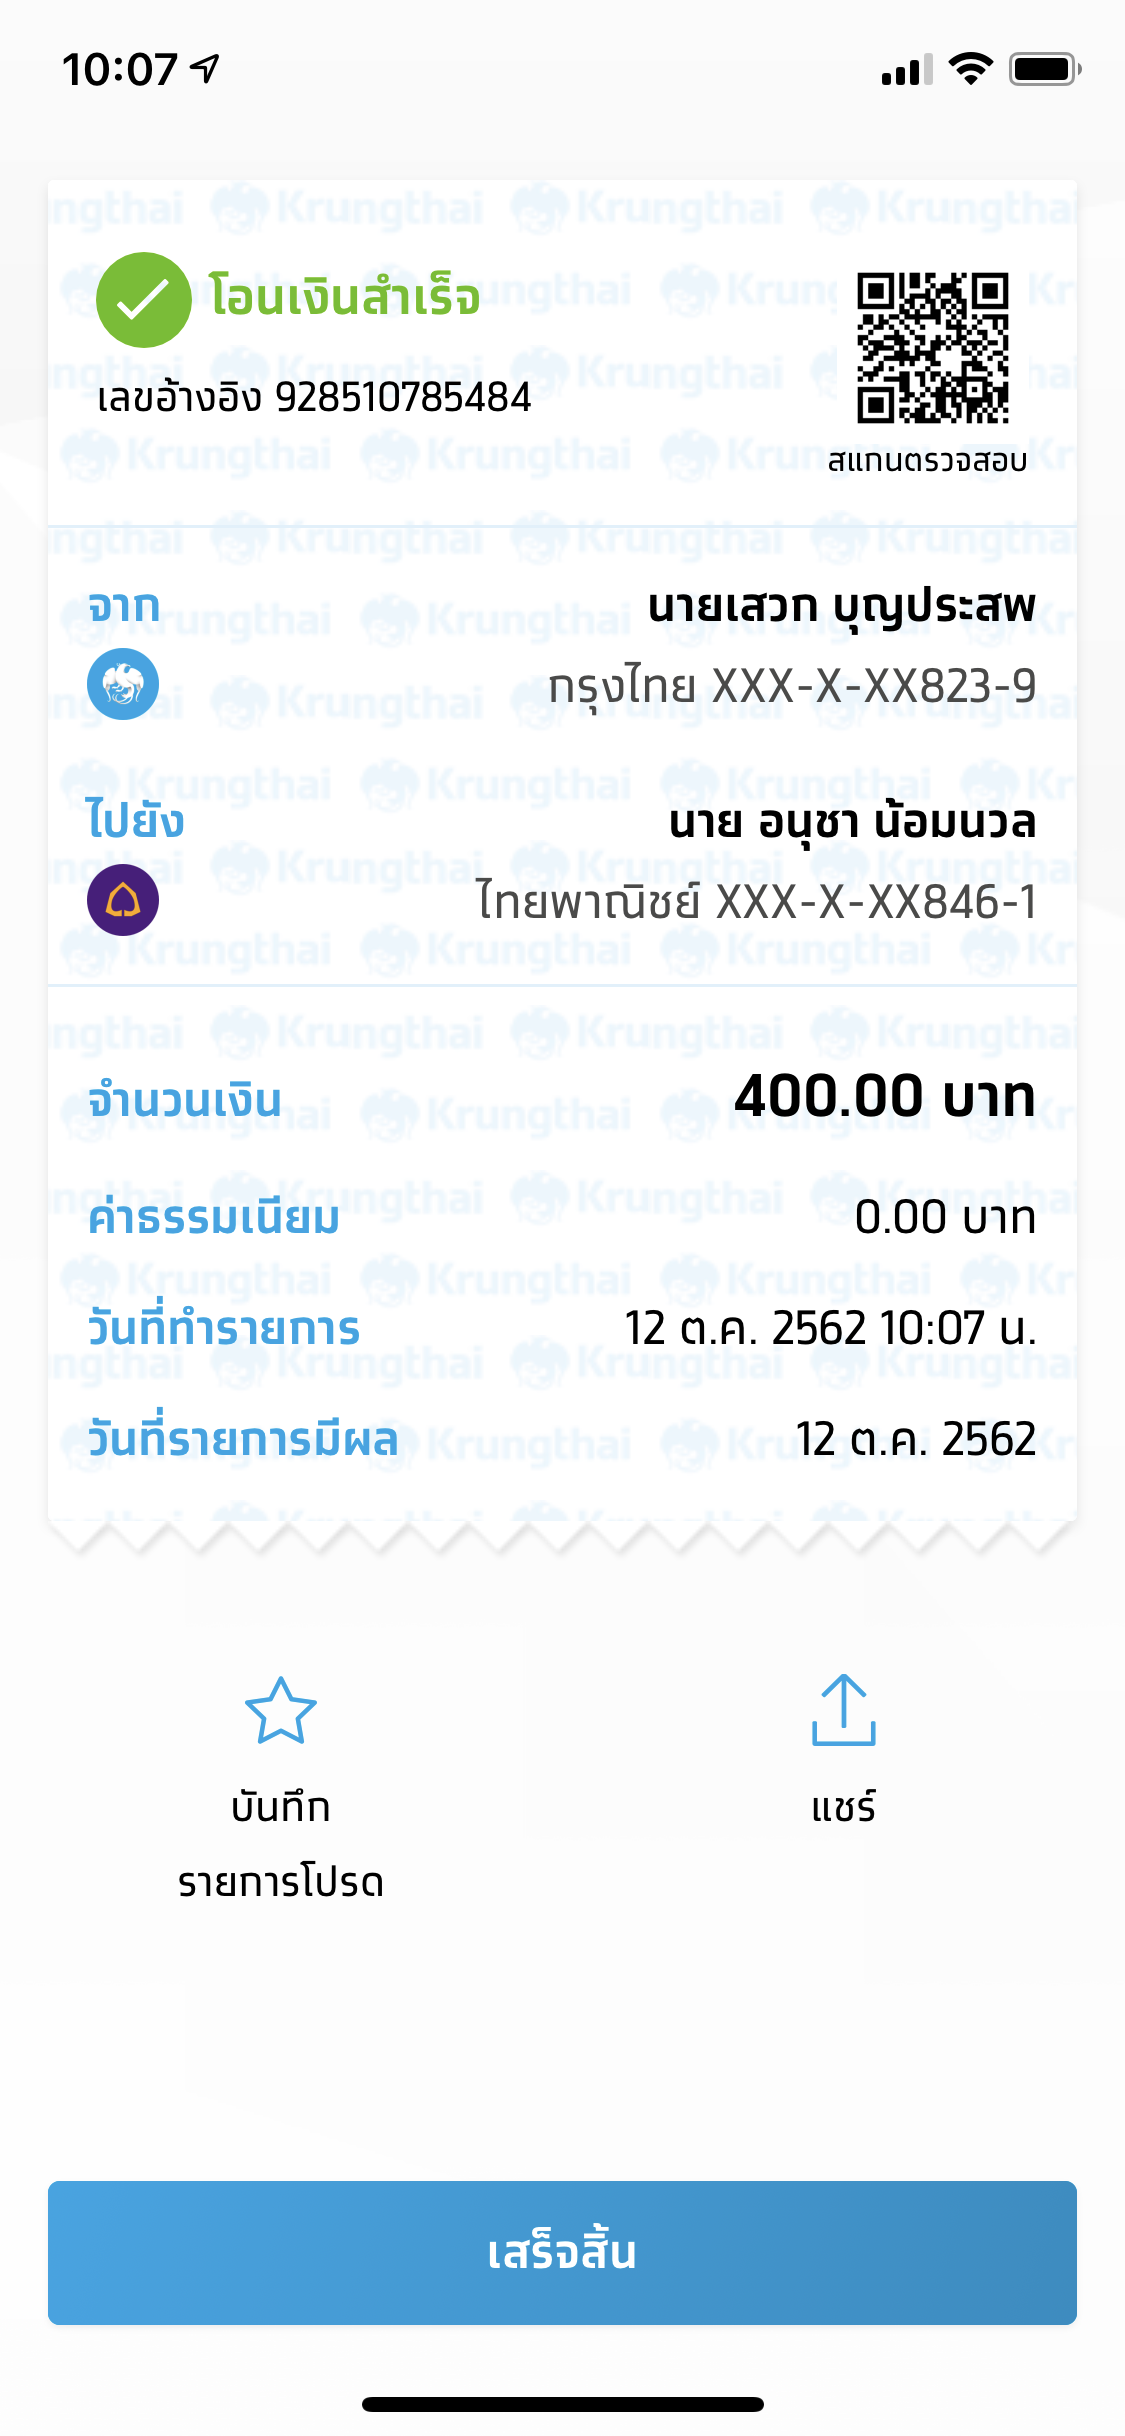 10:07
โอนเงินสำเร็จ
เลขอ้างอิง 928510785484
สแกนตรวจสอบ
จาก
นายเสวก บุญประสพ
กรุงไทย XXX-X-XX823-9
ไปยัง
นาย อนุชา น้อมนวล
ไทยพาณิชย์ XXX-X-XX846-1
จำนวนเงิน 400.00 บาท
ค่าธรรมเนียม 0.00 บาท
วันที่ทำรายการ 12 ต.ค. 2562 10:07 น.
วันที่รายการมีผล 12 ต.ค. 2562
บันทึก
รายการโปรด
แชร์
เสร็จสิ้น
Krungthai